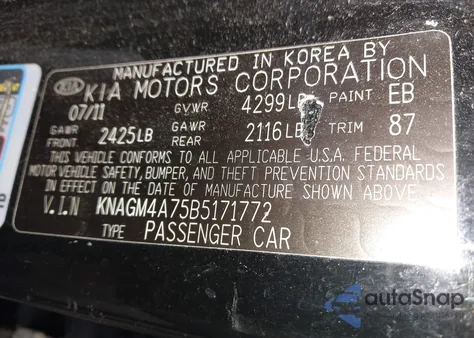 MANUFACTURED IN KOREA BY
KIA KIA MOTORS CORPORATION
07/11 GVWR 4299LB PAINT EB
GAWR FRONT 2425LB GAWR REAR 2116LB TRIM 87
THIS VEHICLE CONFORMS TO ALL APPLICABLE U.S.A. FEDERAL
MOTOR VEHICLE SAFETY, BUMPER, AND THEFT PREVENTION STANDARDS
IN EFFECT ON THE DATE OF MANUFACTURE SHOWN ABOVE.
V.I.N KNAGM4A75B5171772
TYPE PASSENGER CAR
autoSnap